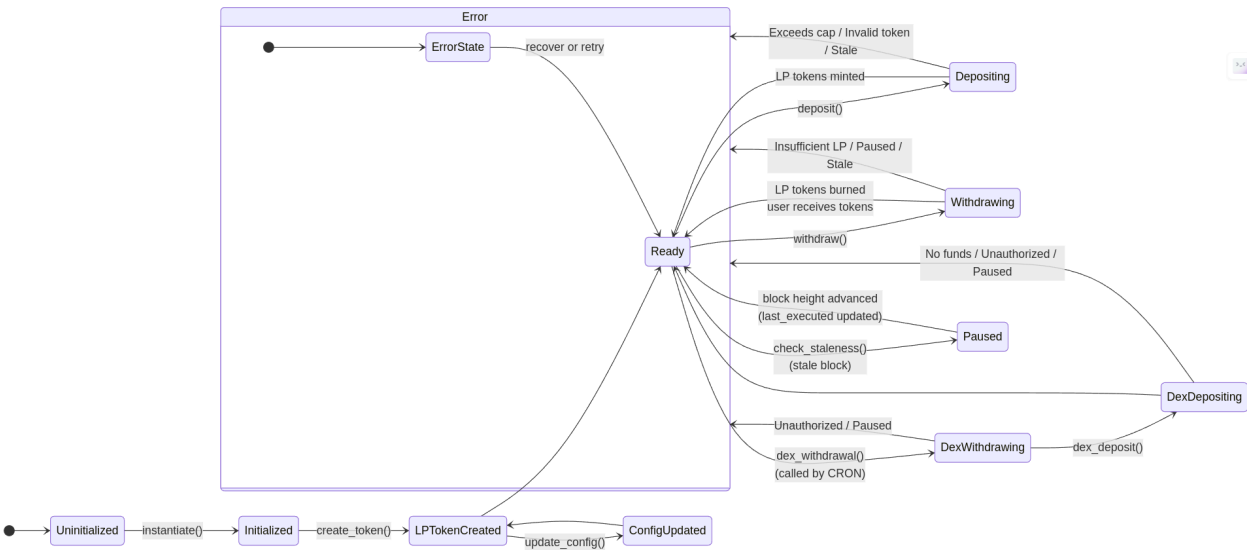 Error
ErrorState
recover or retry
Exceeds cap / Invalid token
/ Stale
Depositing
LP tokens minted
deposit()
Insufficient LP / Paused /
Stale
Withdrawing
LP tokens burned
user receives tokens
withdraw()
Ready
No funds / Unauthorized /
Paused
block height advanced
(last_executed updated)
Paused
check_staleness()
(stale block)
DexDepositing
Unauthorized / Paused
DexWithdrawing
dex_deposit()
dex_withdrawal()
(called by CRON)
Uninitialized
instantiate()
Initialized
create_token()
LPTokenCreated
update_config()
ConfigUpdated